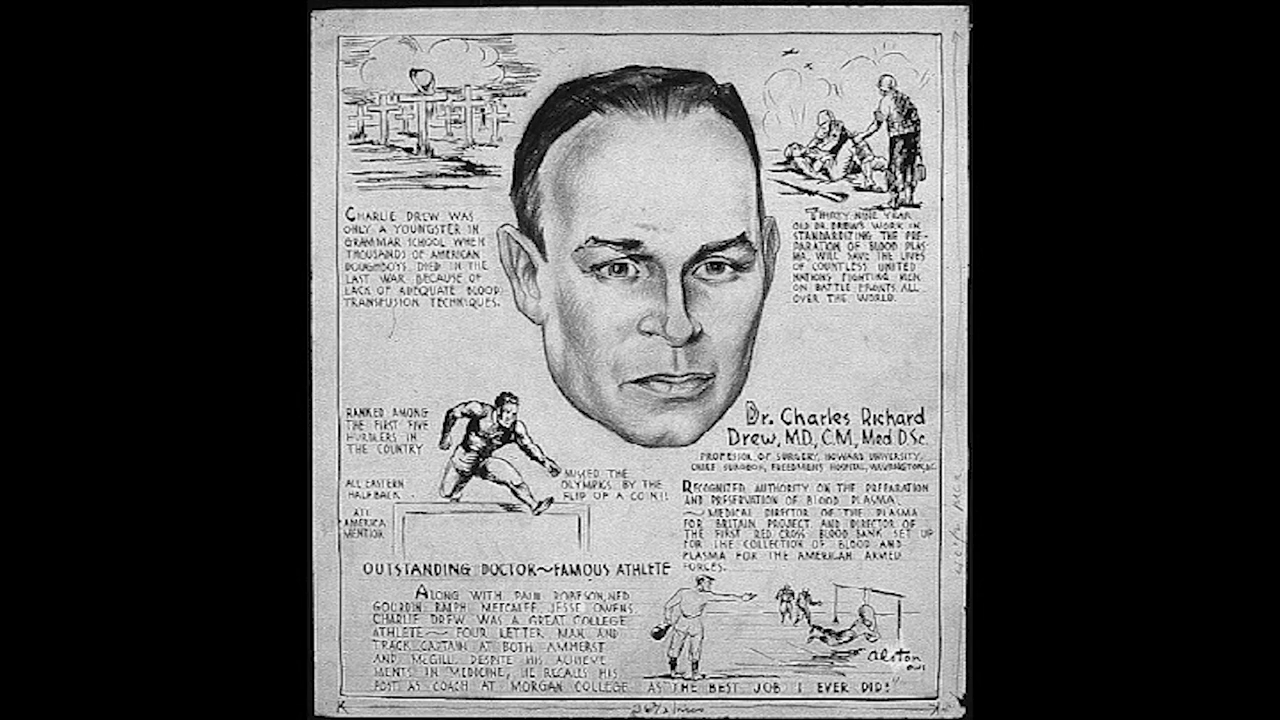 CHARLIE DREW WAS
ONLY A YOUNGSTER IN
GRAMMAR SCHOOL WHEN
THOUSANDS OF AMERICAN
DOUGHBOYS DIED IN THE
LAST WAR BECAUSE OF
LACK OF ADEQUATE BLOOD
TRANSFUSION TECHNIQUES.
THIRTY NINE YEAR
OLD DR. DREW'S WORK IN
STANDARDIZING THE PRE-
PARATION OF BLOOD PLAS-
MA, WILL SAVE THE LIVES
OF COUNTLESS UNITED
NATIONS FIGHTING MEN
ON BATTLE FRONTS ALL
OVER THE WORLD.
RANKED AMONG
THE FIRST FIVE
HURDLERS IN
THE COUNTRY
ALL EASTERN
HALFBACK
ALL
AMERICA
MENTION
MISSED THE
OLYMPICS BY THE
FLIP OF A COIN!!
Dr. Charles Richard
Drew, MD, C.M, Med DSc.
PROFESSOR OF SURGERY, HOWARD UNIVERSITY,
CHIEF SURGEON, FREEDMEN'S HOSPITAL, WASHINGTON, D.C.
RECOGNIZED AUTHORITY ON THE PREPARATION
AND PRESERVATION OF BLOOD PLASMA
~MEDICAL DIRECTOR OF THE PLASMA
FOR BRITAIN PROJECT AND DIRECTOR OF
THE FIRST RED CROSS BLOOD BANK SET UP
FOR THE COLLECTION OF BLOOD AND
PLASMA FOR THE AMERICAN ARMED
FORCES.
OUTSTANDING DOCTOR~FAMOUS ATHLETE
ALONG WITH PAUL ROBESON, NED
GOURDIN, RALPH METCALFE, JESSE OWENS
CHARLIE DREW WAS A GREAT COLLEGE
ATHLETE~ FOUR LETTER MAN AND
TRACK CAPTAIN AT BOTH AMHERST
AND MCGILL. DESPITE HIS ACHIEVE
MENTS IN MEDICINE, HE RECALLS HIS
POST AS COACH AT MORGAN COLLEGE AS THE BEST JOB I EVER DID!"
Alston
OWI